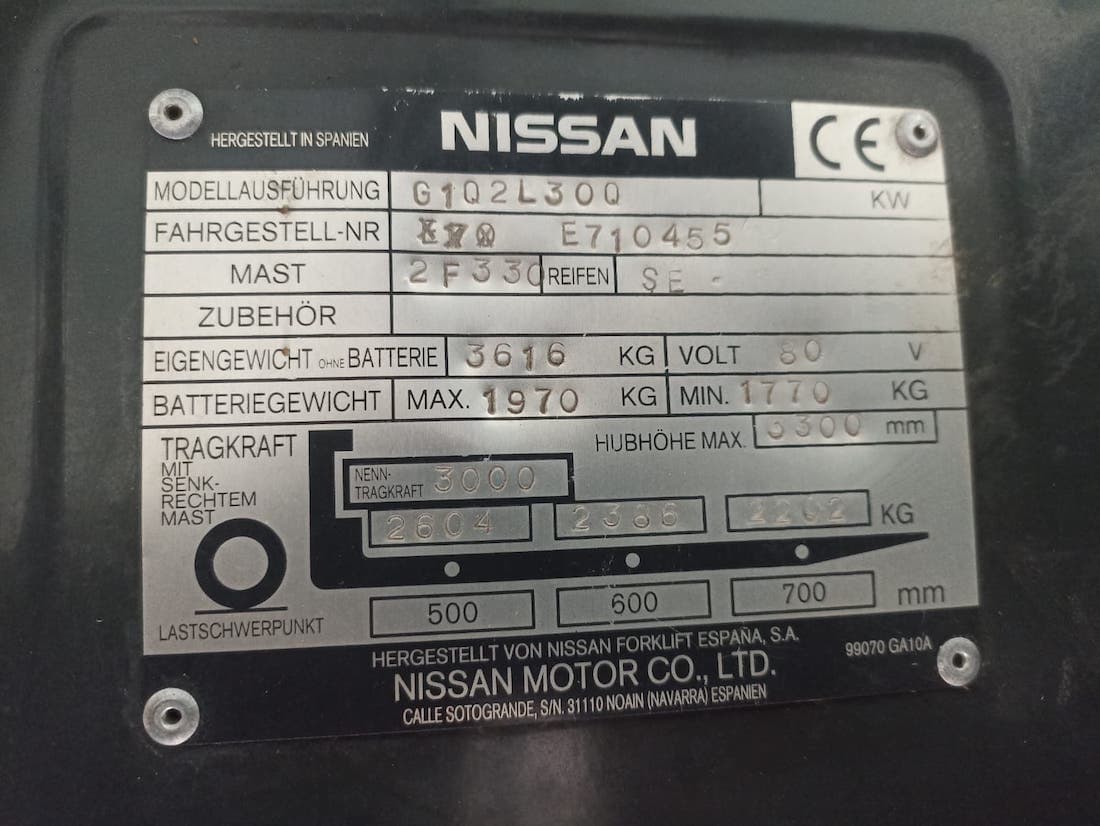 HERGESTELLT IN SPANIEN NISSAN CE
MODELLAUSFÜHRUNG G1Q2L30Q KW
FAHRGESTELL-NR E710455
MAST 2F330 REIFEN SE -
ZUBEHÖR
EIGENGEWICHT OHNE BATTERIE 3616 KG VOLT 80 V
BATTERIEGEWICHT MAX. 1970 KG MIN. 1770 KG
TRAGKRAFT HUBHÖHE MAX. 3300 mm
MIT
SENK-
RECHTEM
MAST
NENN-
TRAGKRAFT 3000
2604 2386 2202 KG
500 600 700 mm
LASTSCHWERPUNKT
HERGESTELLT VON NISSAN FORKLIFT ESPAÑA, S.A. 99070 GA10A
NISSAN MOTOR CO., LTD.
CALLE SOTOGRANDE, S/N. 31110 NOAIN (NAVARRA) ESPANIEN